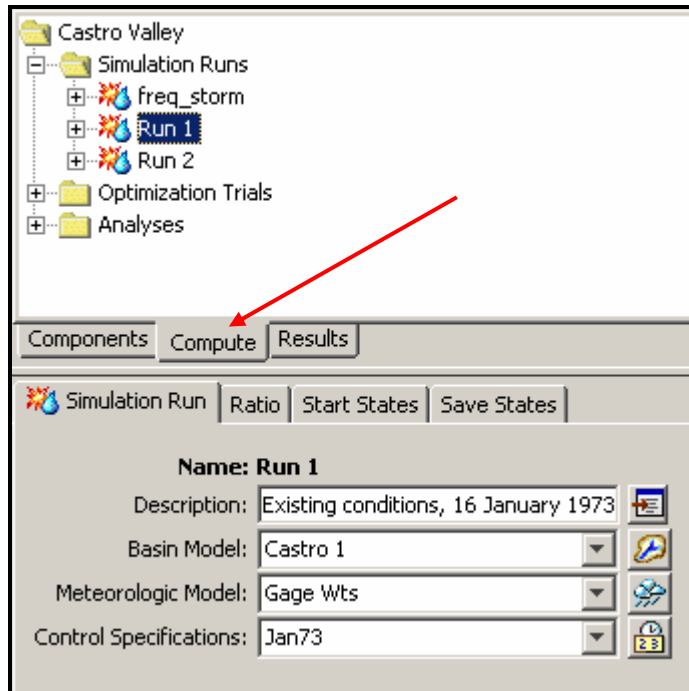 Castro Valley
Simulation Runs
freq_storm
Run 1
Run 2
Optimization Trials
Analyses
Components Compute Results
Simulation Run Ratio Start States Save States
Name: Run 1
Description: Existing conditions, 16 January 1973
Basin Model: Castro 1
Meteorologic Model: Gage Wts
Control Specifications: Jan73